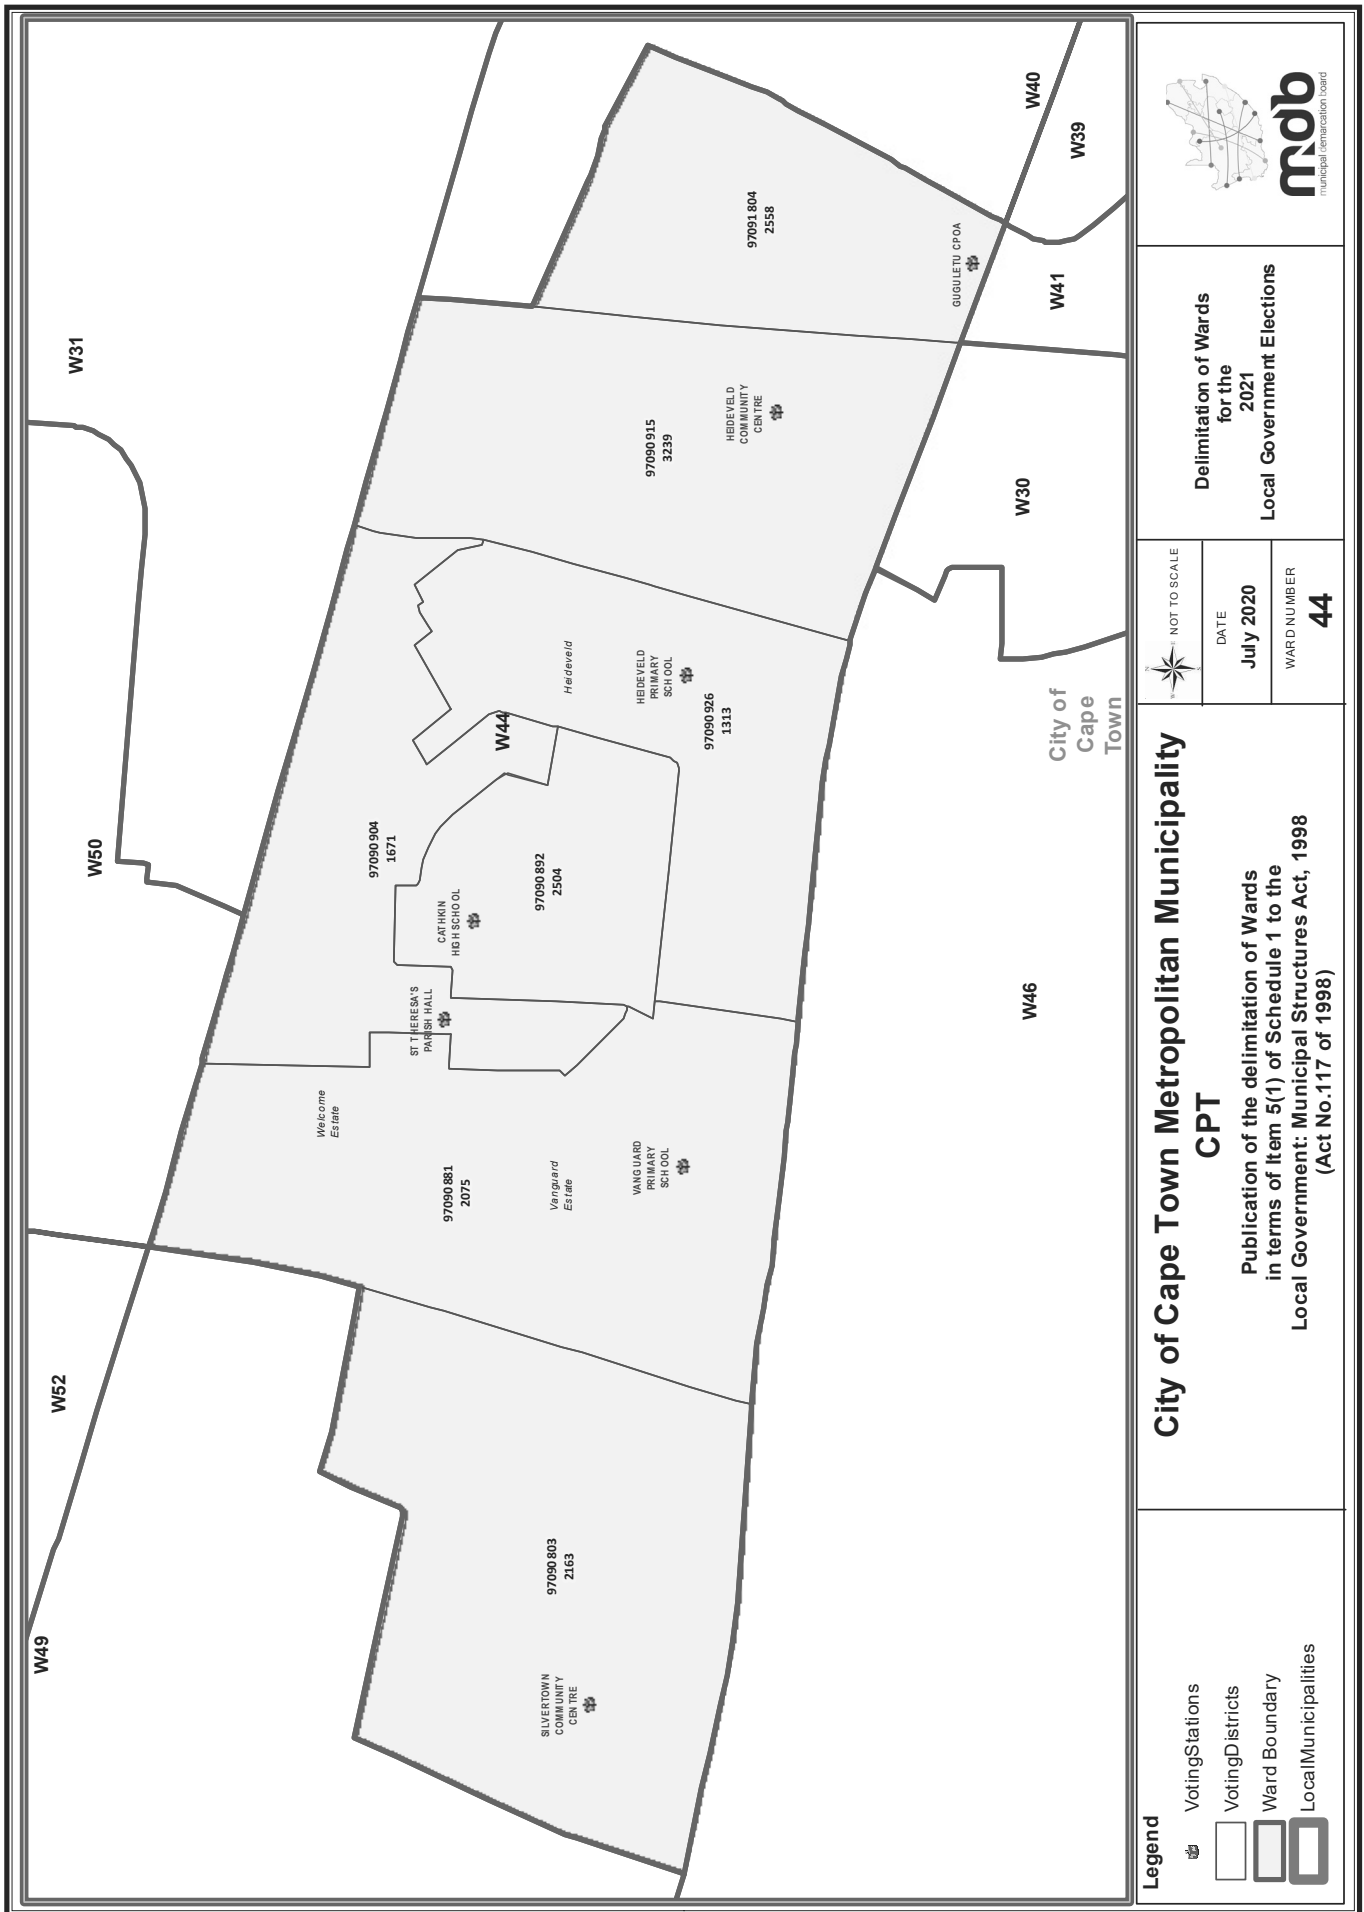 W49
W52
W50
W31
W40
W39
W41
W30
W46
W44
City of
Cape
Town
97091804
2558
GUGULETU CPOA
97090915
3239
HEIDEVELD
COMMUNITY
CENTRE
Heideveld
HEIDEVELD
PRIMARY
SCHOOL
97090926
1313
97090904
1671
97090892
2504
CATHKIN
HIGH SCHOOL
ST THERESA'S
PARISH HALL
Welcome
Estate
97090881
2075
Vanguard
Estate
VANGUARD
PRIMARY
SCHOOL
97090803
2163
SILVERTOWN
COMMUNITY
CENTRE
Legend
VotingStations
VotingDistricts
Ward Boundary
LocalMunicipalities
City of Cape Town Metropolitan Municipality
CPT
Publication of the delimitation of Wards
in terms of Item 5(1) of Schedule 1 to the
Local Government: Municipal Structures Act, 1998
(Act No.117 of 1998)
N
E
S
W
NOT TO SCALE
DATE
July 2020
WARD NUMBER
44
Delimitation of Wards
for the
2021
Local Government Elections
mdb
municipal demarcation board